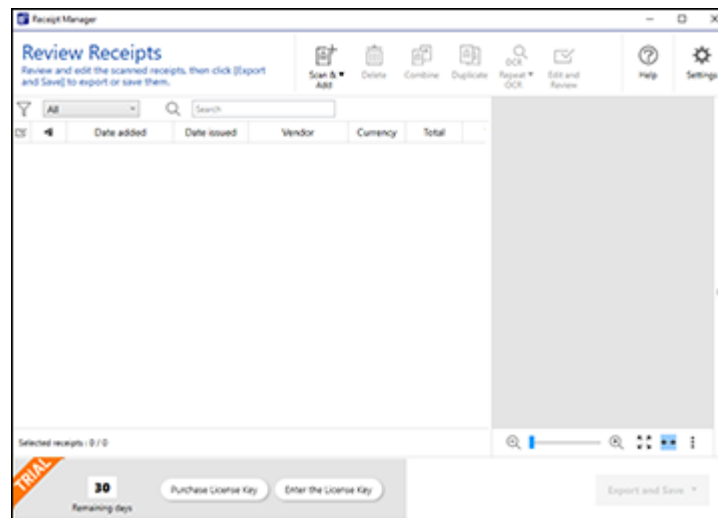 Receipt Manager
Review Receipts
Review and edit the scanned receipts, then click [Export
and Save] to export or save them.
Scan & Add
Delete
Combine
Duplicate
OCR
Repeat OCR
Edit and Review
Help
Settings
All
Search
Date added
Date issued
Vendor
Currency
Total
Selected receipts : 0 / 0
TRIAL
30
Remaining days
Purchase License Key
Enter the License Key
Export and Save